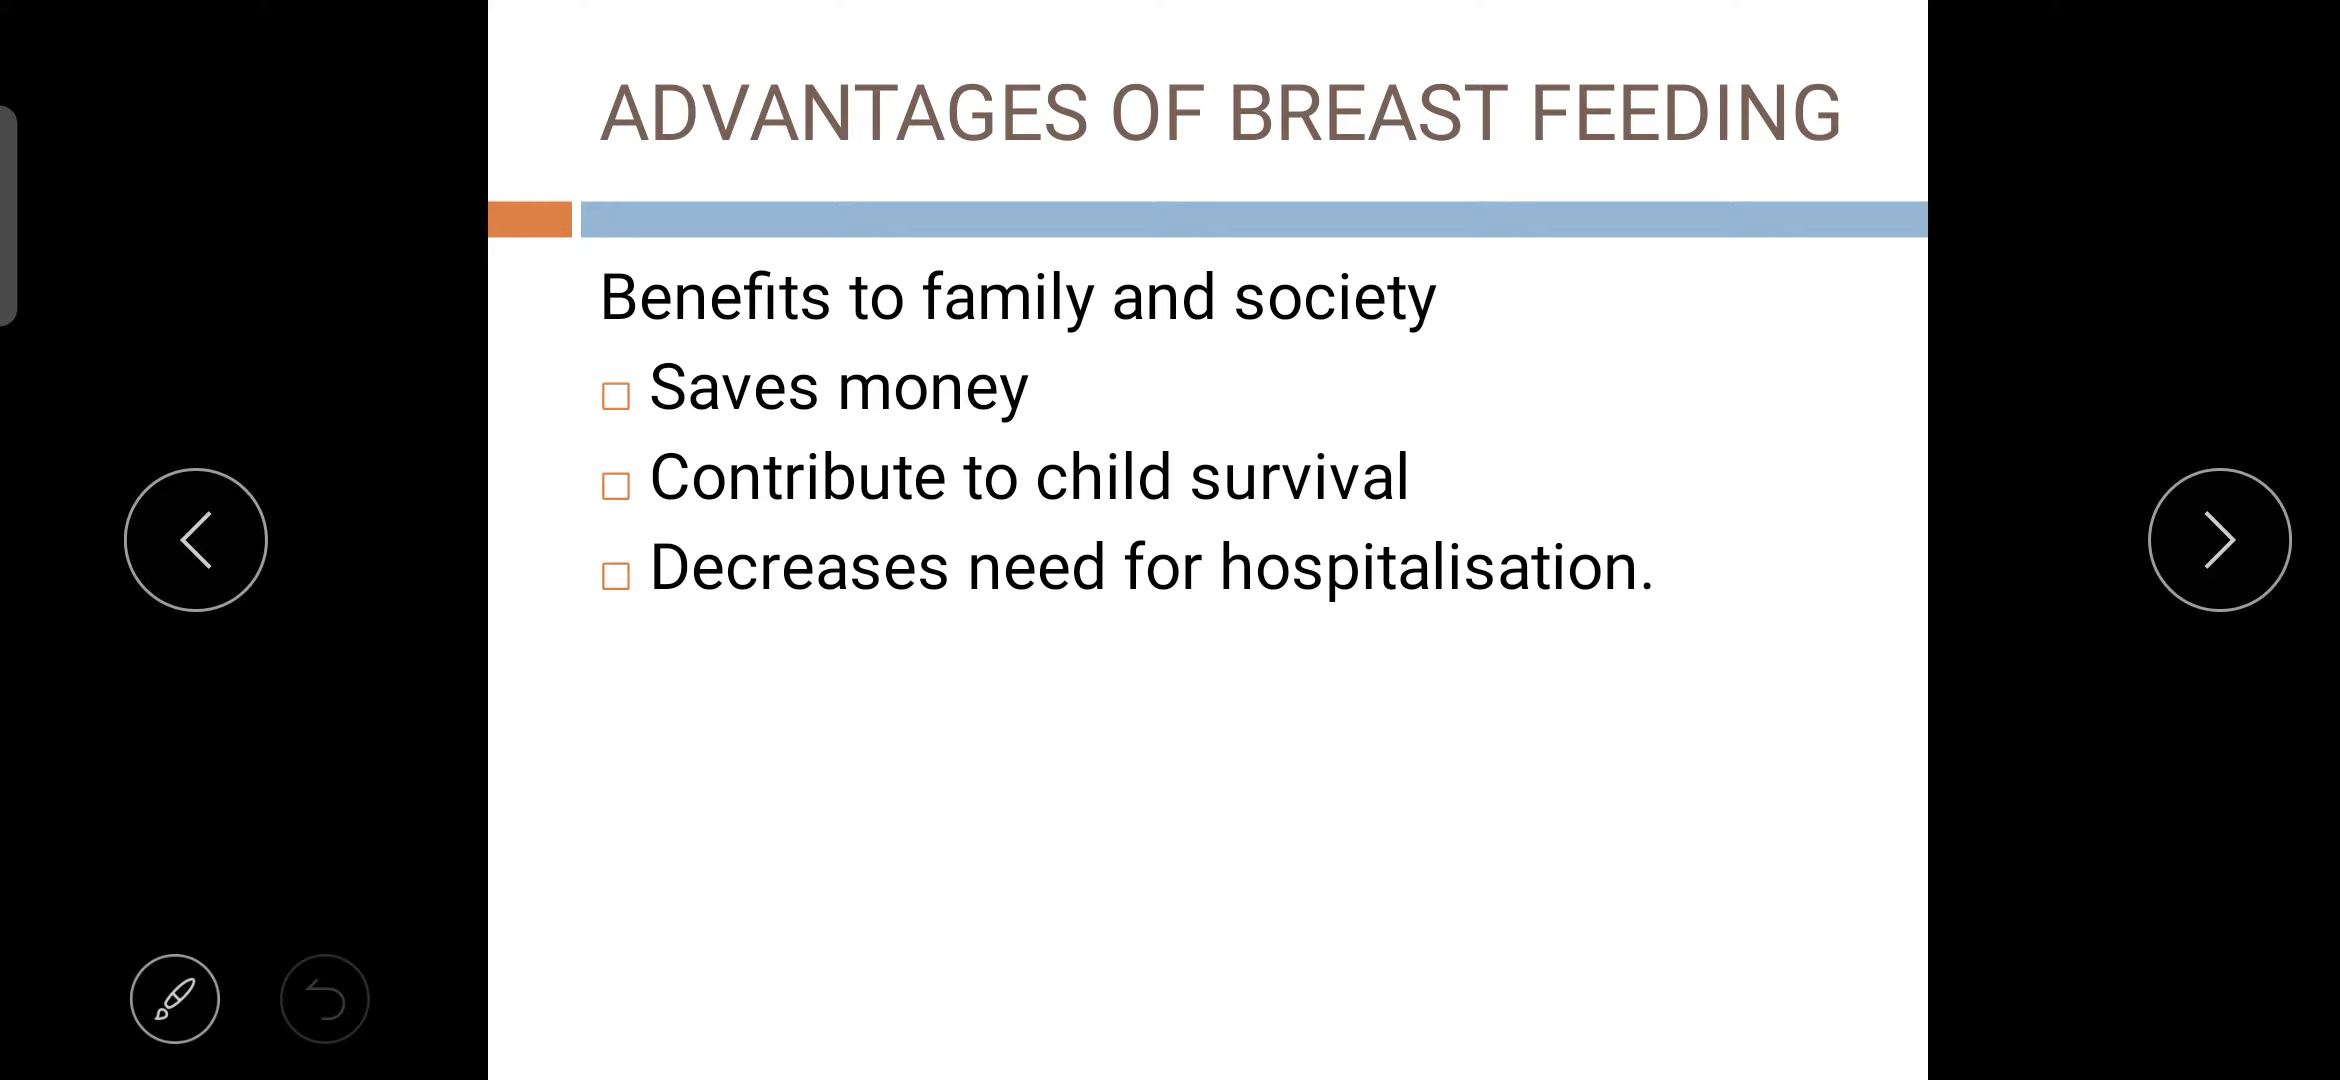 ADVANTAGES OF BREAST FEEDING
Benefits to family and society
Saves money
Contribute to child survival
Decreases need for hospitalisation.